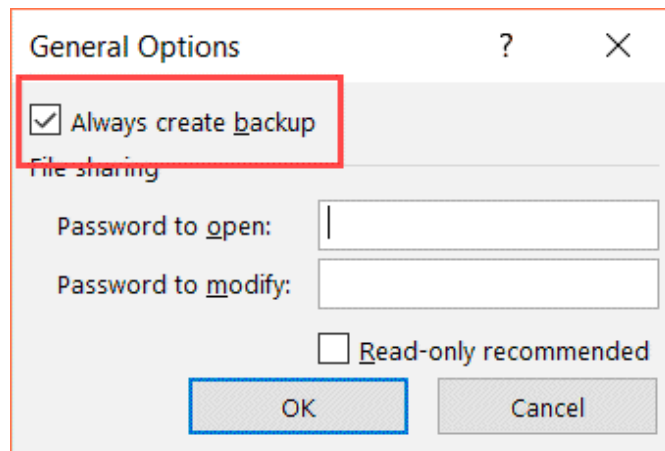 General Options ? ×
Always create backup
File sharing
Password to open:
Password to modify:
Read-only recommended
OK Cancel